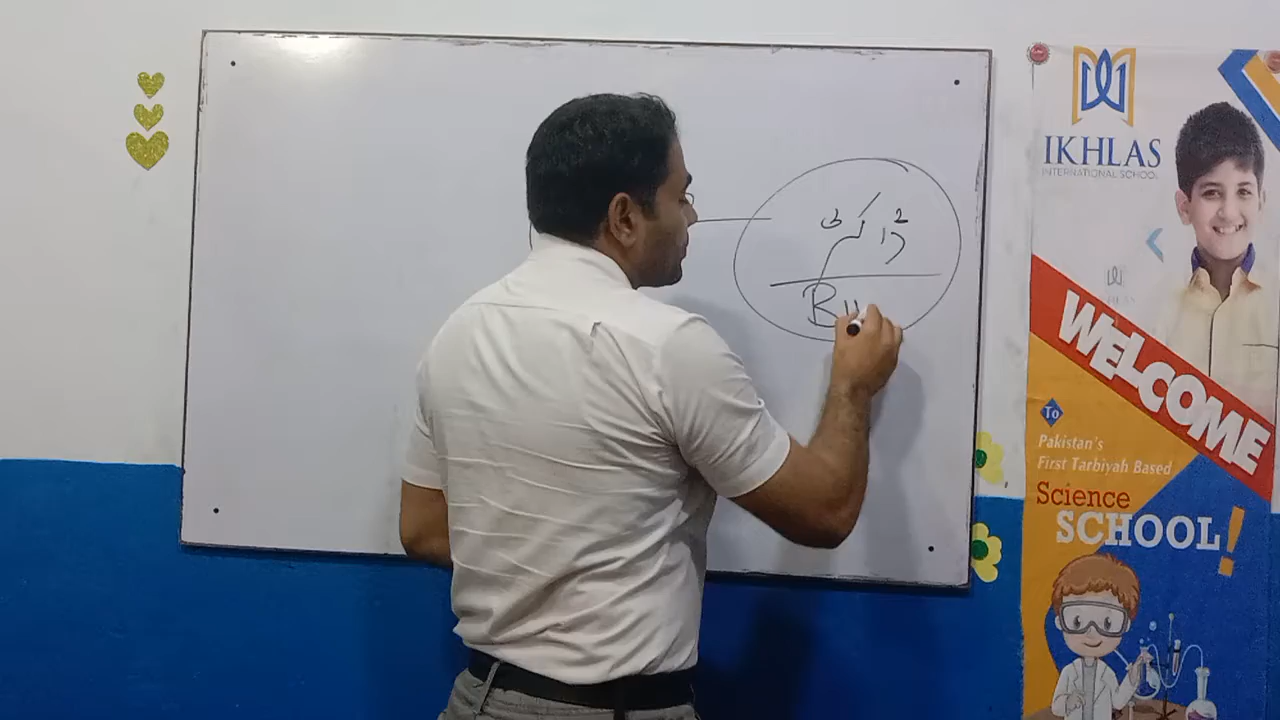 IKHLAS
INTERNATIONAL SCHOOL
WELCOME
To
Pakistan's
First Tarbiyah Based
Science
SCHOOL!